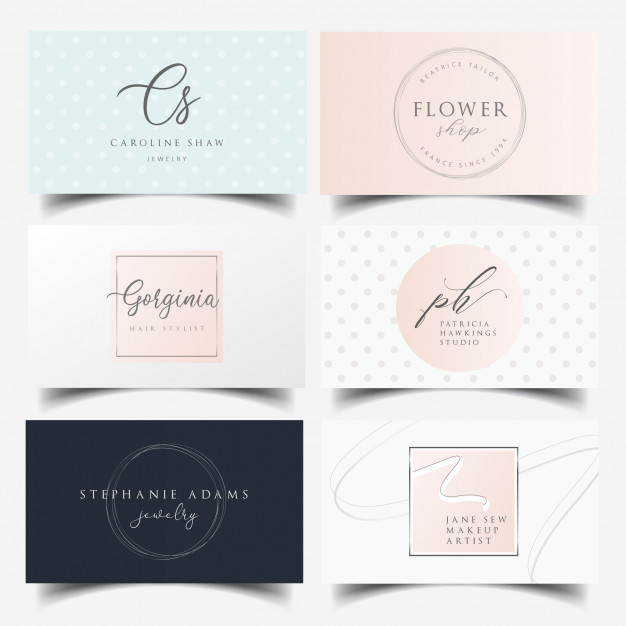 Cs
CAROLINE SHAW
JEWELRY
BEATRICE TAILOR
FLOWER
shop
FRANCE SINCE 1994
Gorginia
HAIR STYLIST
ph
PATRICIA
HAWKINGS
STUDIO
STEPHANIE ADAMS
jewelry
JANE SEW
MAKEUP
ARTIST